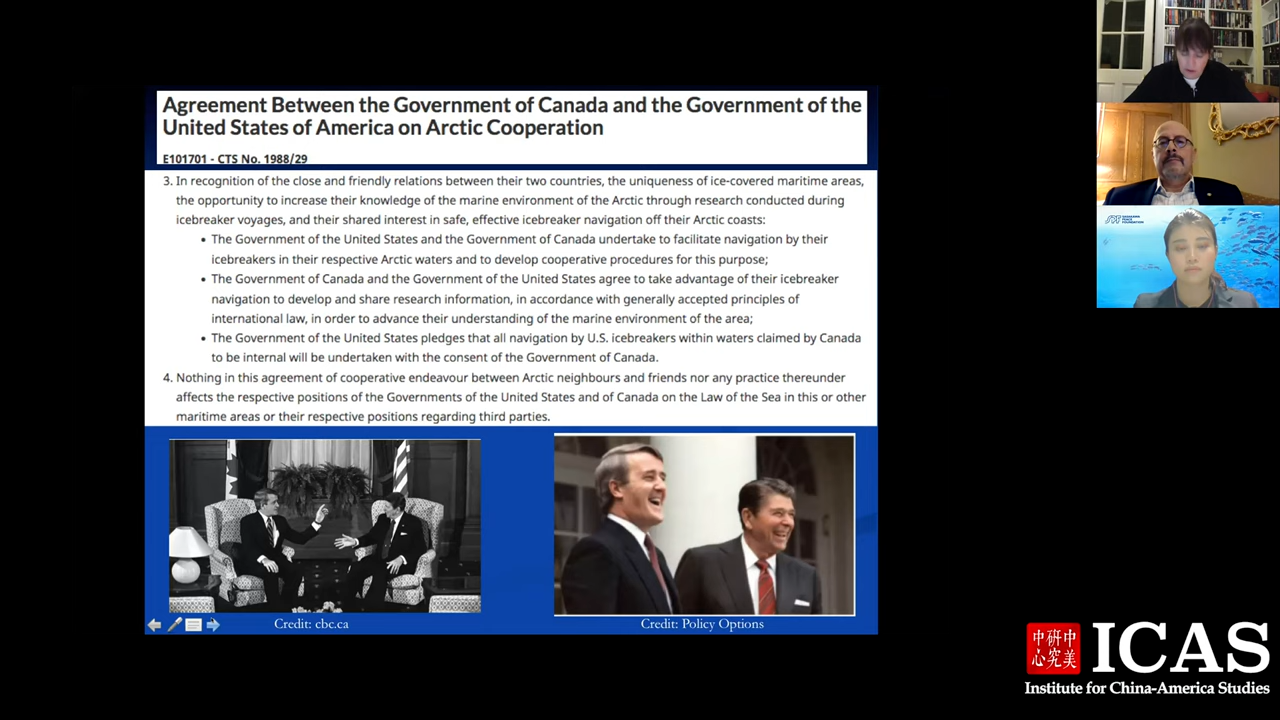 Agreement Between the Government of Canada and the Government of the
United States of America on Arctic Cooperation
E101701 - CTS No. 1988/29
3. In recognition of the close and friendly relations between their two countries, the uniqueness of ice-covered maritime areas,
the opportunity to increase their knowledge of the marine environment of the Arctic through research conducted during
icebreaker voyages, and their shared interest in safe, effective icebreaker navigation off their Arctic coasts:
• The Government of the United States and the Government of Canada undertake to facilitate navigation by their
icebreakers in their respective Arctic waters and to develop cooperative procedures for this purpose;
• The Government of Canada and the Government of the United States agree to take advantage of their icebreaker
navigation to develop and share research information, in accordance with generally accepted principles of
international law, in order to advance their understanding of the marine environment of the area;
• The Government of the United States pledges that all navigation by U.S. icebreakers within waters claimed by Canada
to be internal will be undertaken with the consent of the Government of Canada.
4. Nothing in this agreement of cooperative endeavour between Arctic neighbours and friends nor any practice thereunder
affects the respective positions of the Governments of the United States and of Canada on the Law of the Sea in this or other
maritime areas or their respective positions regarding third parties.
Credit: cbc.ca
Credit: Policy Options
SPF
PEACE
FOUNDATION
中研中
心究美
ICAS
Institute for China-America Studies